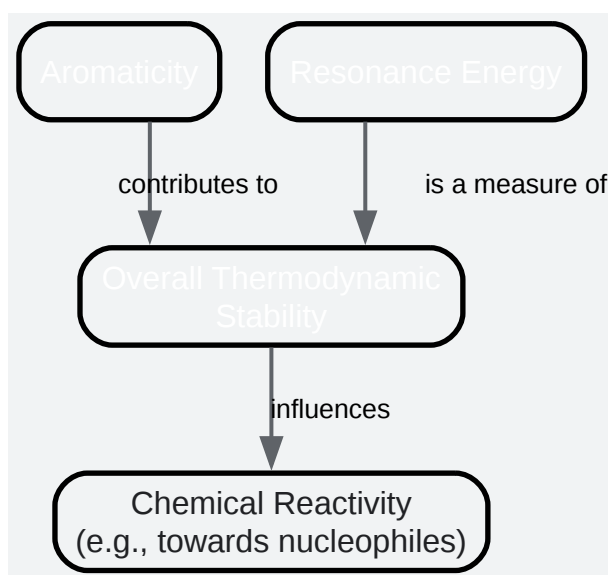 Aromaticity
Resonance Energy
contributes to
is a measure of
Overall Thermodynamic
Stability
influences
Chemical Reactivity
(e.g., towards nucleophiles)